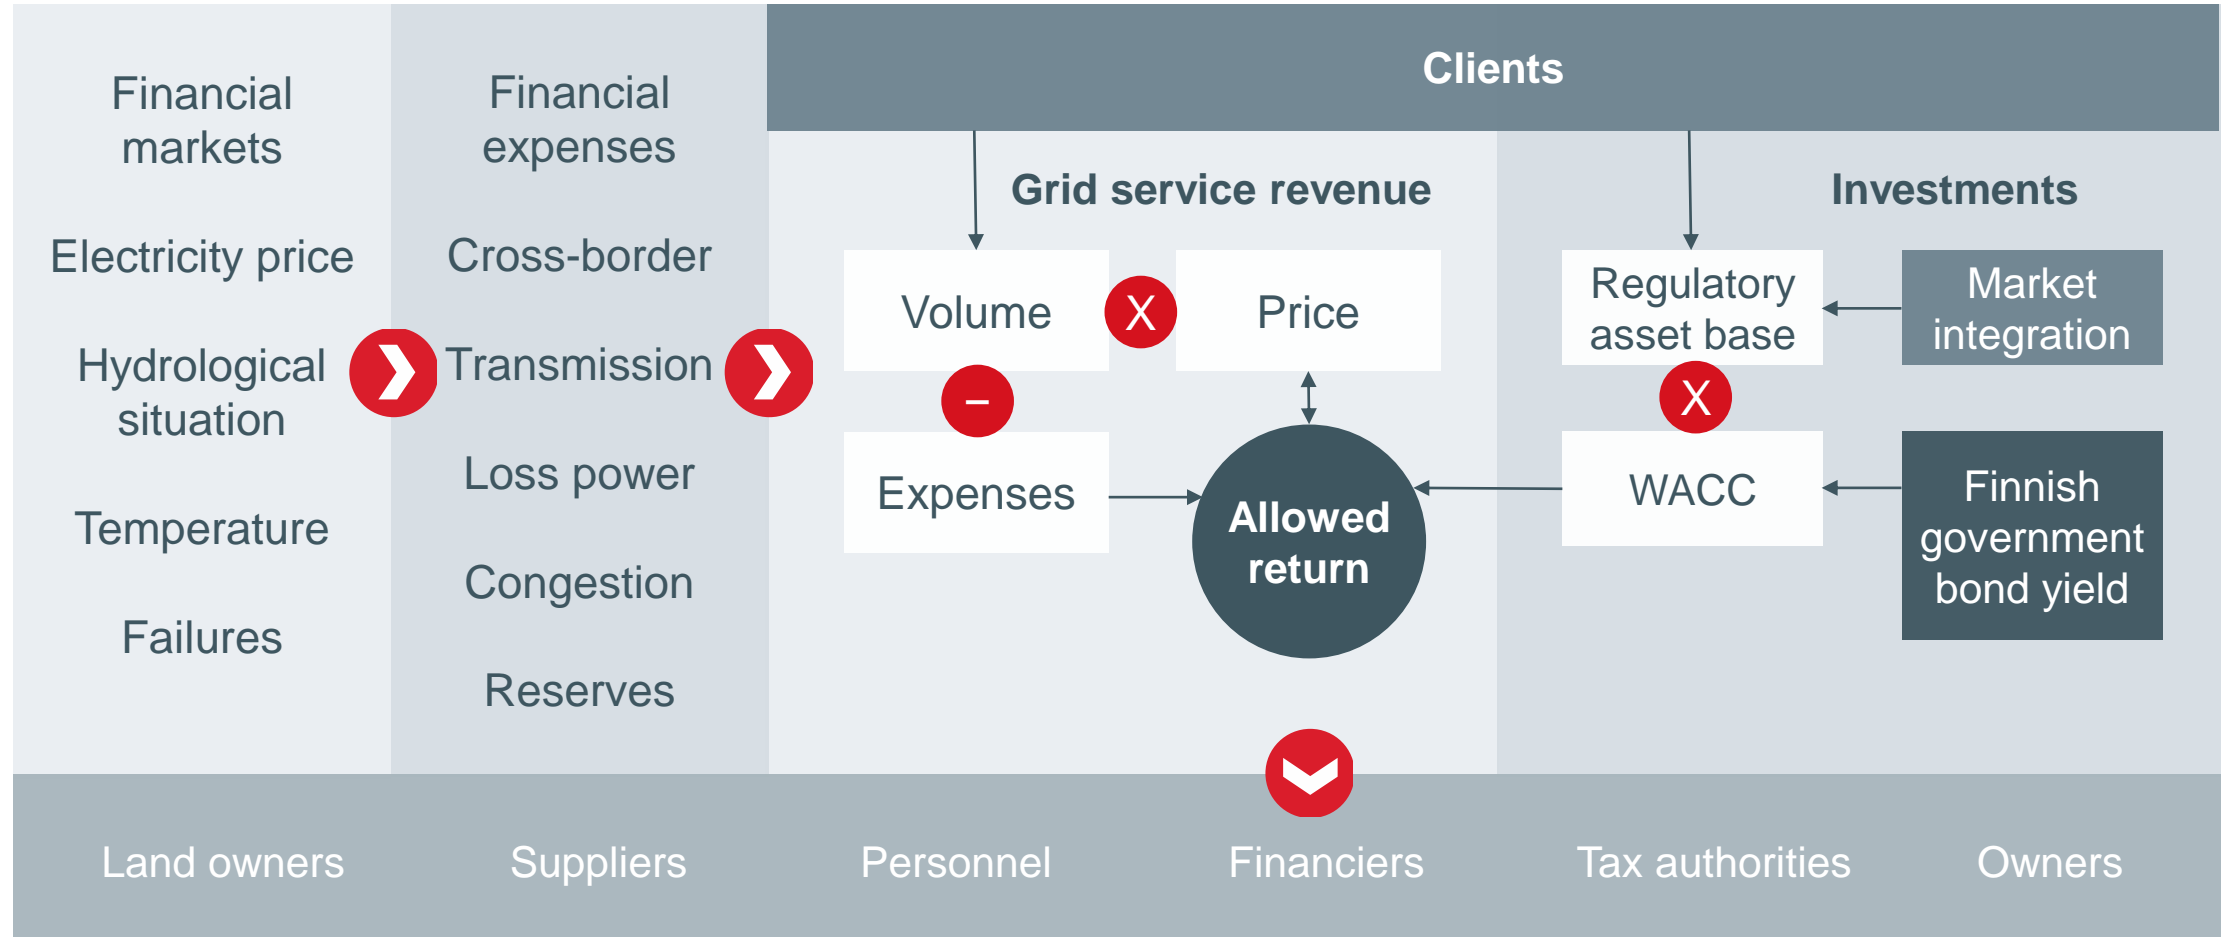 Financial
markets
Electricity price
Hydrological
situation
Temperature
Failures
Financial
expenses
Cross-border
Transmission
Loss power
Congestion
Reserves
Clients
Grid service revenue
Volume
X
Price
–
Expenses
Allowed
return
Investments
Regulatory
asset base
X
WACC
Market
integration
Finnish
government
bond yield
Land owners
Suppliers
Personnel
Financiers
Tax authorities
Owners